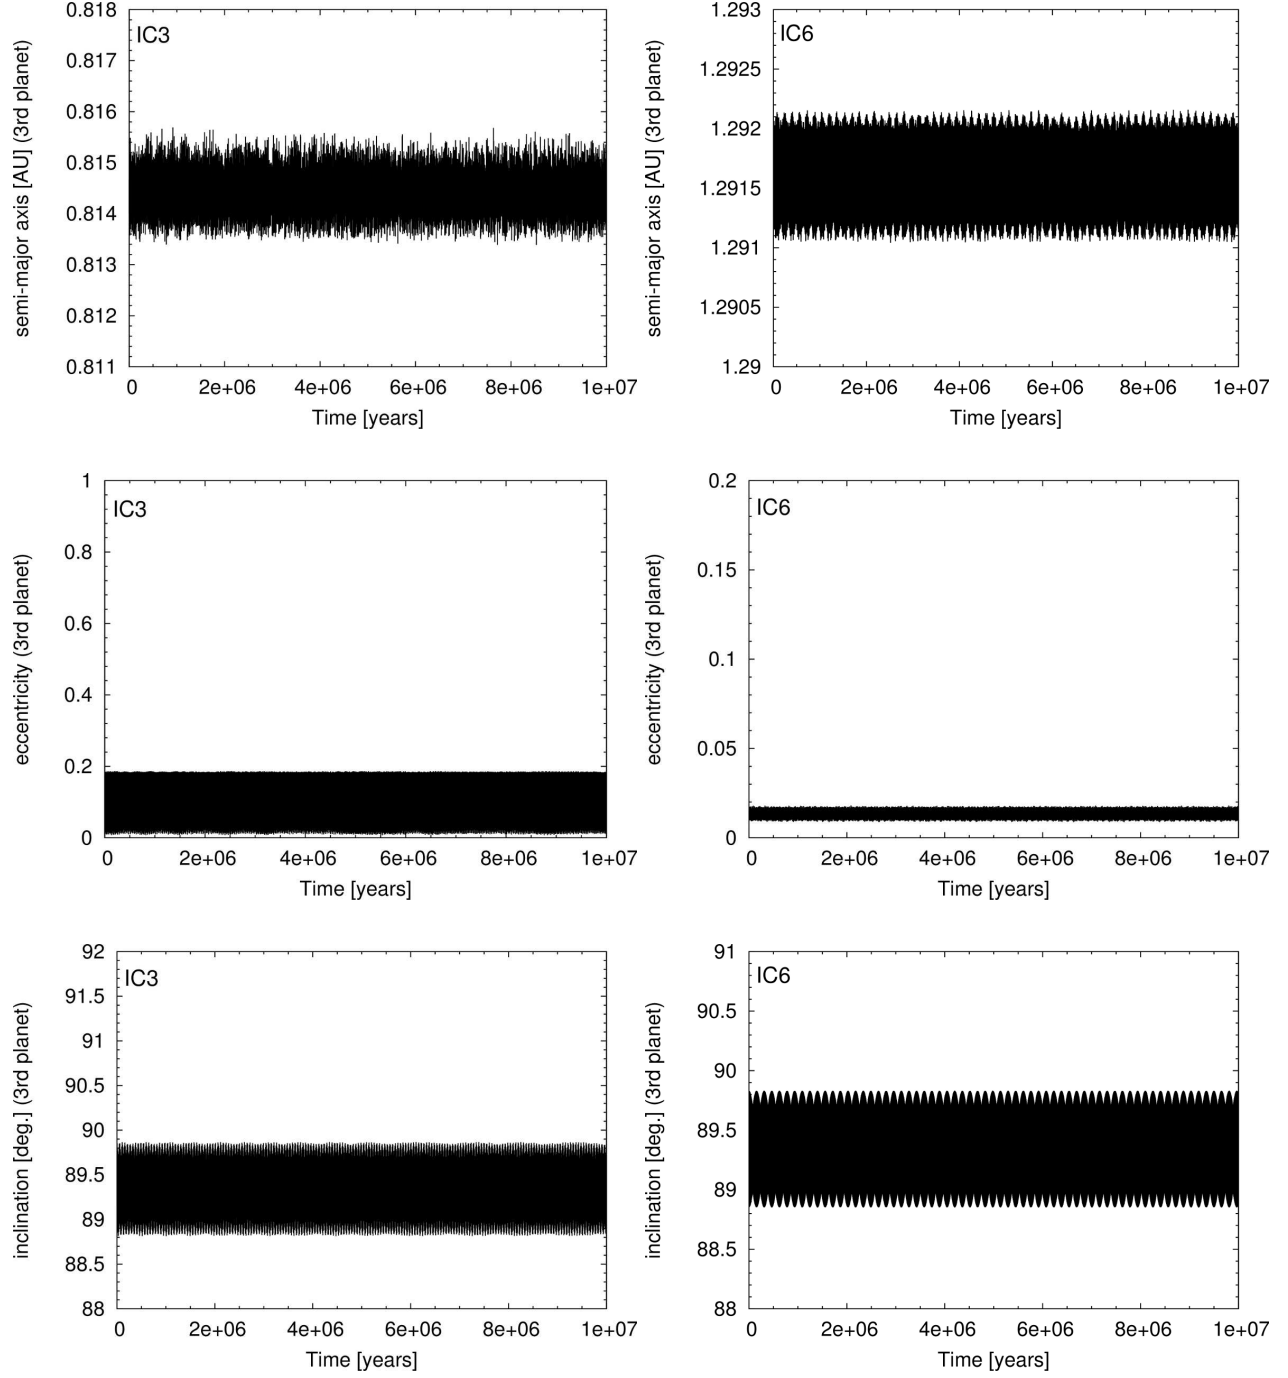 semi-major axis [AU] (3rd planet)
IC3
0.818
0.817
0.816
0.815
0.814
0.813
0.812
0.811
0
2e+06
4e+06
6e+06
8e+06
1e+07
Time [years]
semi-major axis [AU] (3rd planet)
IC6
1.293
1.2925
1.292
1.2915
1.291
1.2905
1.29
0
2e+06
4e+06
6e+06
8e+06
1e+07
Time [years]
eccentricity (3rd planet)
IC3
1
0.8
0.6
0.4
0.2
0
0
2e+06
4e+06
6e+06
8e+06
1e+07
Time [years]
eccentricity (3rd planet)
IC6
0.2
0.15
0.1
0.05
0
0
2e+06
4e+06
6e+06
8e+06
1e+07
Time [years]
inclination [deg.] (3rd planet)
IC3
92
91.5
91
90.5
90
89.5
89
88.5
88
0
2e+06
4e+06
6e+06
8e+06
1e+07
Time [years]
inclination [deg.] (3rd planet)
IC6
91
90.5
90
89.5
89
88.5
88
0
2e+06
4e+06
6e+06
8e+06
1e+07
Time [years]